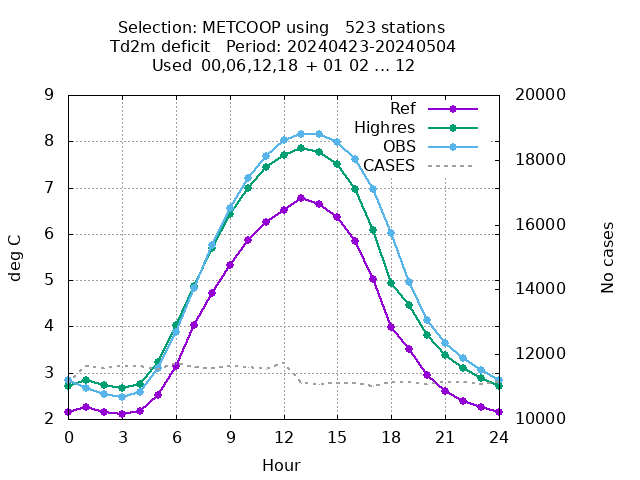 Selection: METCOOP using   523 stations
Td2m deficit   Period: 20240423-20240504
Used  00,06,12,18 + 01 02 ... 12
Ref
Highres
OBS
CASES
9
8
7
6
5
4
3
2
deg C
20000
18000
16000
14000
12000
10000
No cases
0 3 6 9 12 15 18 21 24
Hour